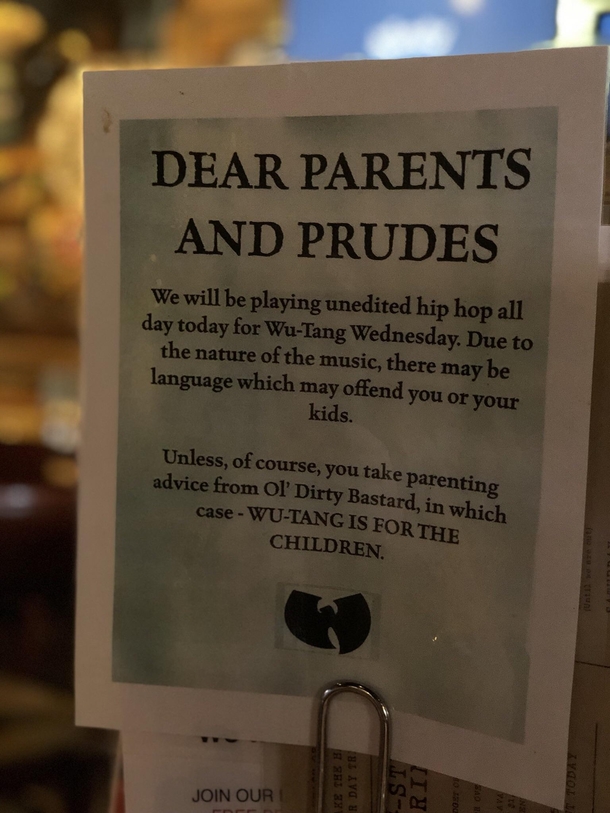 DEAR PARENTS
AND PRUDES
We will be playing unedited hip hop all
day today for Wu-Tang Wednesday. Due to
the nature of the music, there may be
language which may offend you or your
kids.
Unless, of course, you take parenting
advice from Ol' Dirty Bastard, in which
case - WU-TANG IS FOR THE
CHILDREN.
JOIN OUR